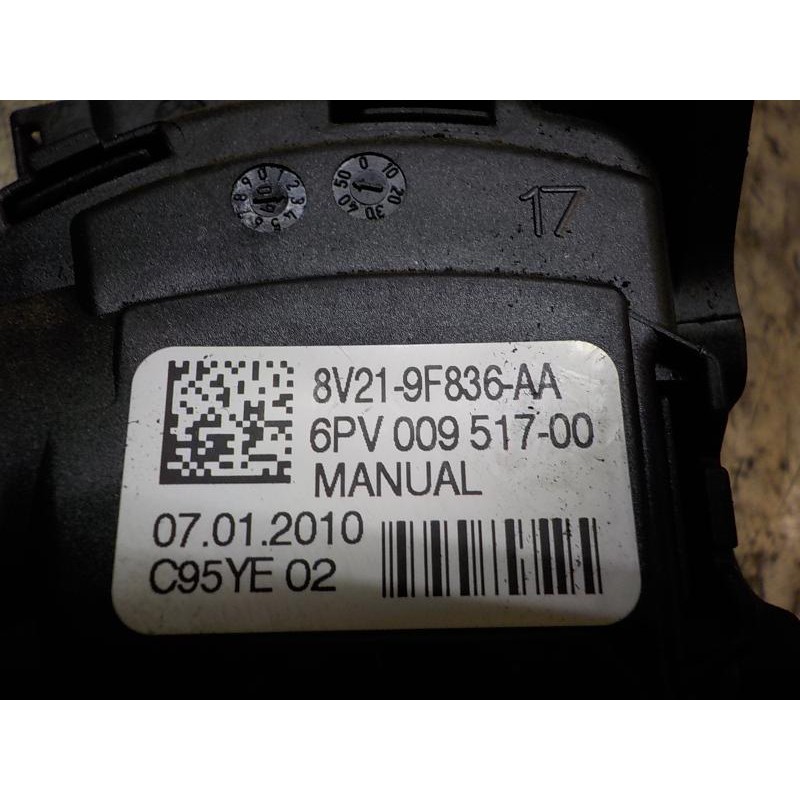 17
8V21-9F836-AA
6PV 009 517-00
MANUAL
07.01.2010
C95YE 02